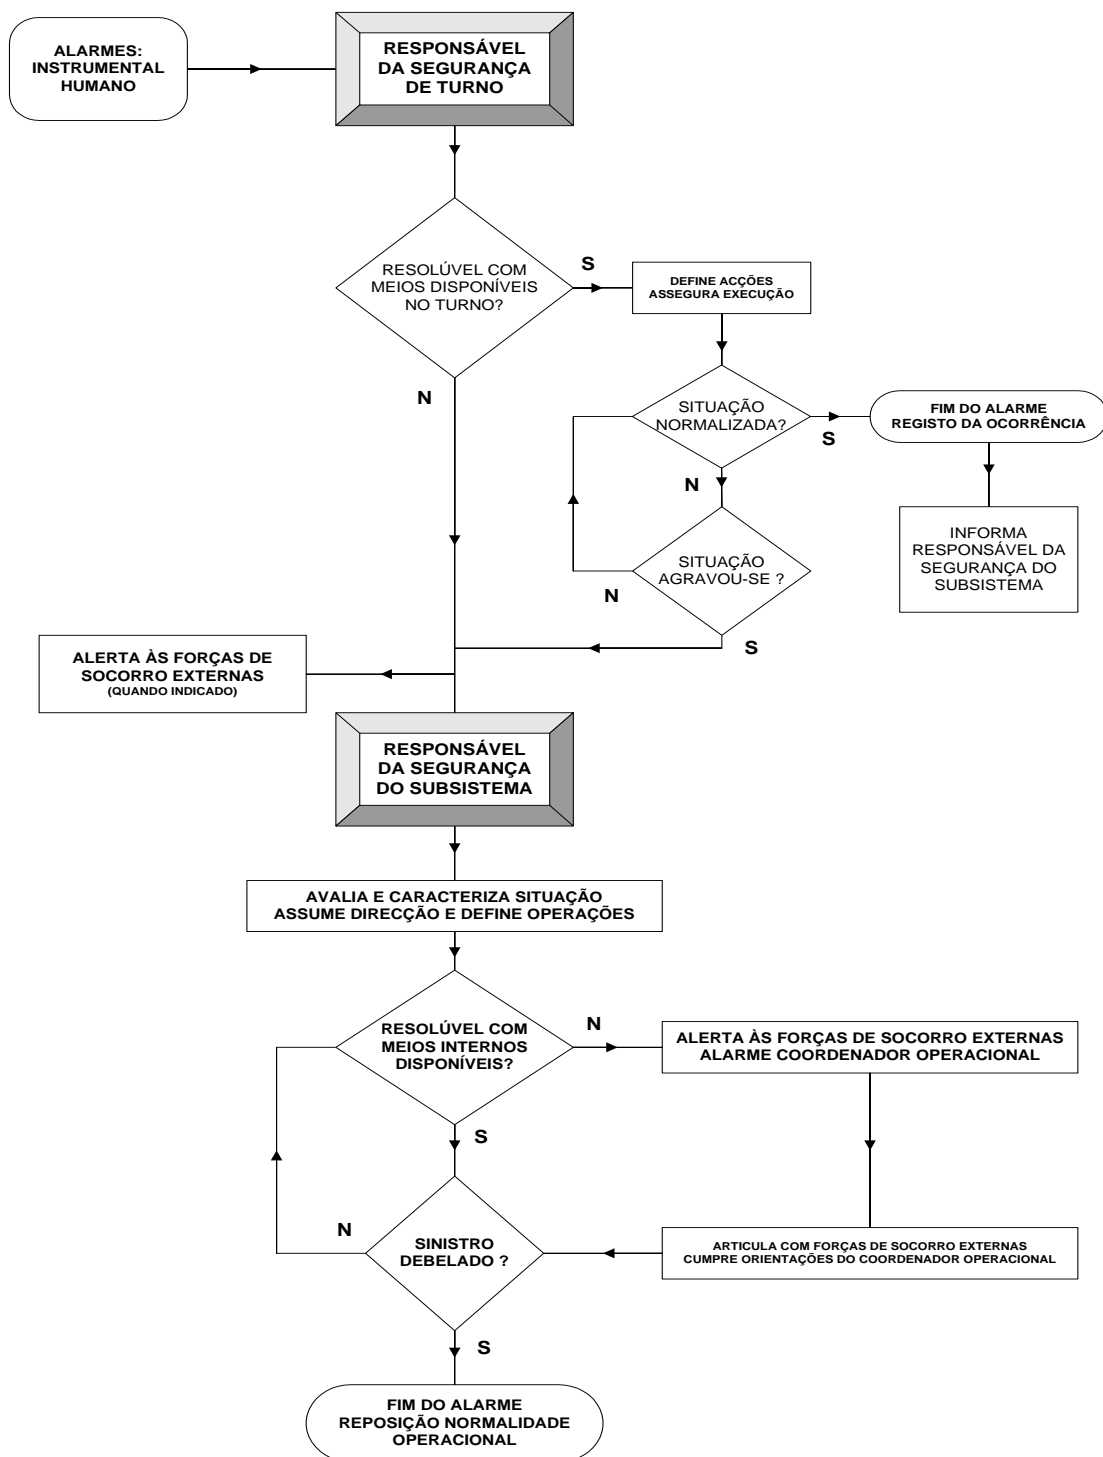 ALARMES:
INSTRUMENTAL
HUMANO
RESPONSÁVEL
DA SEGURANÇA
DE TURNO
RESOLÚVEL COM
MEIOS DISPONÍVEIS
NO TURNO?
S
DEFINE ACÇÕES
ASSEGURA EXECUÇÃO
N
SITUAÇÃO
NORMALIZADA?
S
FIM DO ALARME
REGISTO DA OCORRÊNCIA
N
INFORMA
RESPONSÁVEL DA
SEGURANÇA DO
SUBSISTEMA
SITUAÇÃO
AGRAVOU-SE ?
N
S
ALERTA ÀS FORÇAS DE
SOCORRO EXTERNAS
(QUANDO INDICADO)
RESPONSÁVEL
DA SEGURANÇA
DO SUBSISTEMA
AVALIA E CARACTERIZA SITUAÇÃO
ASSUME DIRECÇÃO E DEFINE OPERAÇÕES
RESOLÚVEL COM
MEIOS INTERNOS
DISPONÍVEIS?
N
ALERTA ÀS FORÇAS DE SOCORRO EXTERNAS
ALARME COORDENADOR OPERACIONAL
S
N
SINISTRO
DEBELADO ?
ARTICULA COM FORÇAS DE SOCORRO EXTERNAS
CUMPRE ORIENTAÇÕES DO COORDENADOR OPERACIONAL
S
FIM DO ALARME
REPOSIÇÃO NORMALIDADE
OPERACIONAL